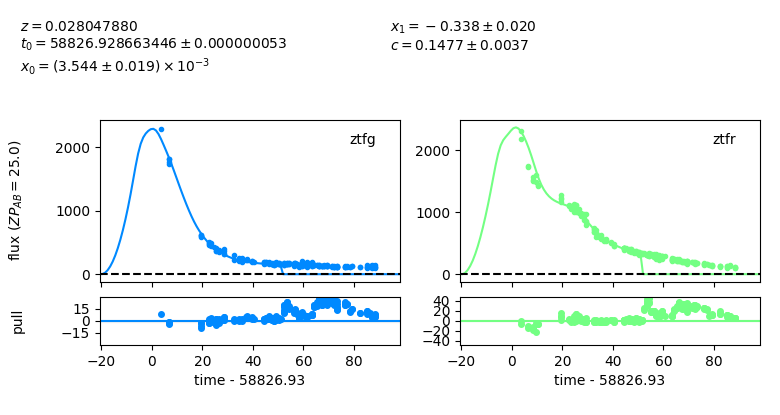 z = 0.028047880
t₀ = 58826.928663446 ± 0.000000053
x₀ = (3.544 ± 0.019) × 10⁻³
x₁ = −0.338 ± 0.020
c = 0.1477 ± 0.0037
flux (ZP_AB = 25.0)
2000
1000
0
ztfg
2000
1000
0
ztfr
pull
15
0
−15
−20
0
20
40
60
80
time - 58826.93
40
20
0
−20
−40
−20
0
20
40
60
80
time - 58826.93